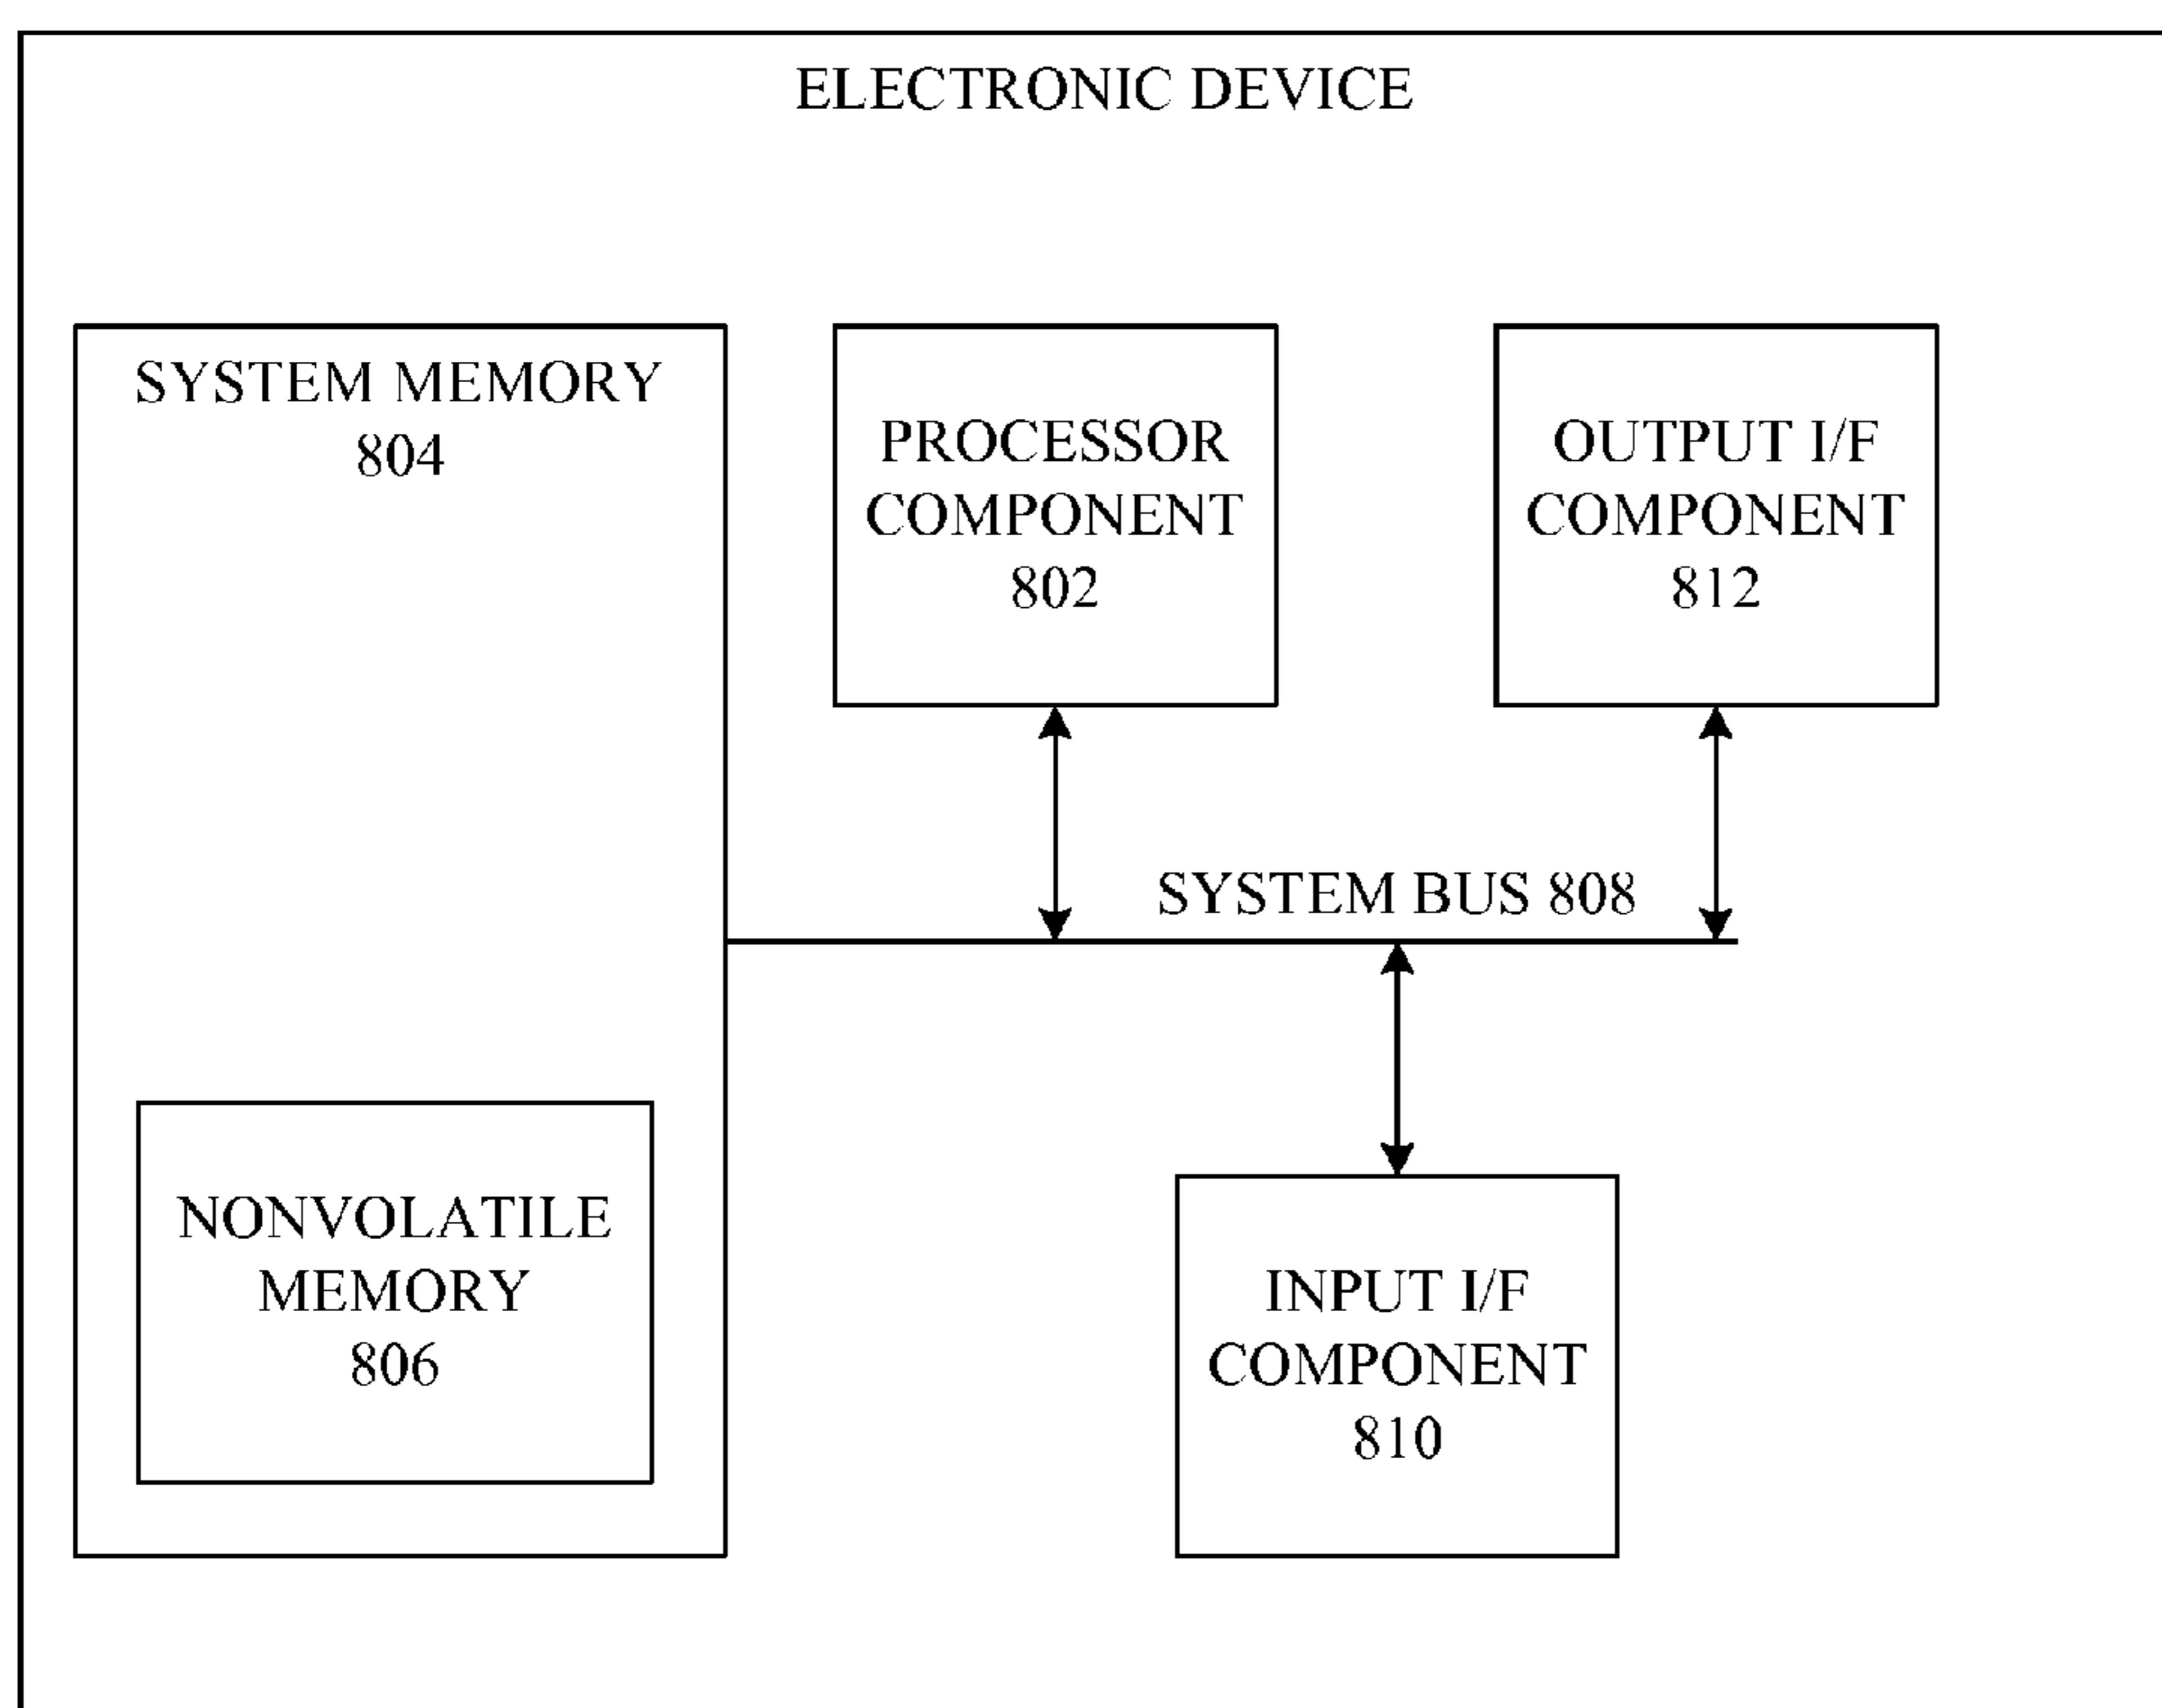 ELECTRONIC DEVICE
SYSTEM MEMORY
804
PROCESSOR
COMPONENT
802
OUTPUT I/F
COMPONENT
812
SYSTEM BUS 808
NONVOLATILE
MEMORY
806
INPUT I/F
COMPONENT
810